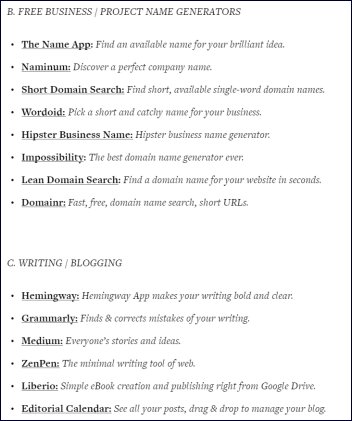 B. FREE BUSINESS / PROJECT NAME GENERATORS
• The Name App: Find an available name for your brilliant idea.
• Naminum: Discover a perfect company name.
• Short Domain Search: Find short, available single-word domain names.
• Wordoid: Pick a short and catchy name for your business.
• Hipster Business Name: Hipster business name generator.
• Impossibility: The best domain name generator ever.
• Lean Domain Search: Find a domain name for your website in seconds.
• Domainr: Fast, free, domain name search, short URLs.
C. WRITING / BLOGGING
• Hemingway: Hemingway App makes your writing bold and clear.
• Grammarly: Finds & corrects mistakes of your writing.
• Medium: Everyone's stories and ideas.
• ZenPen: The minimal writing tool of web.
• Liberio: Simple eBook creation and publishing right from Google Drive.
• Editorial Calendar: See all your posts, drag & drop to manage your blog.